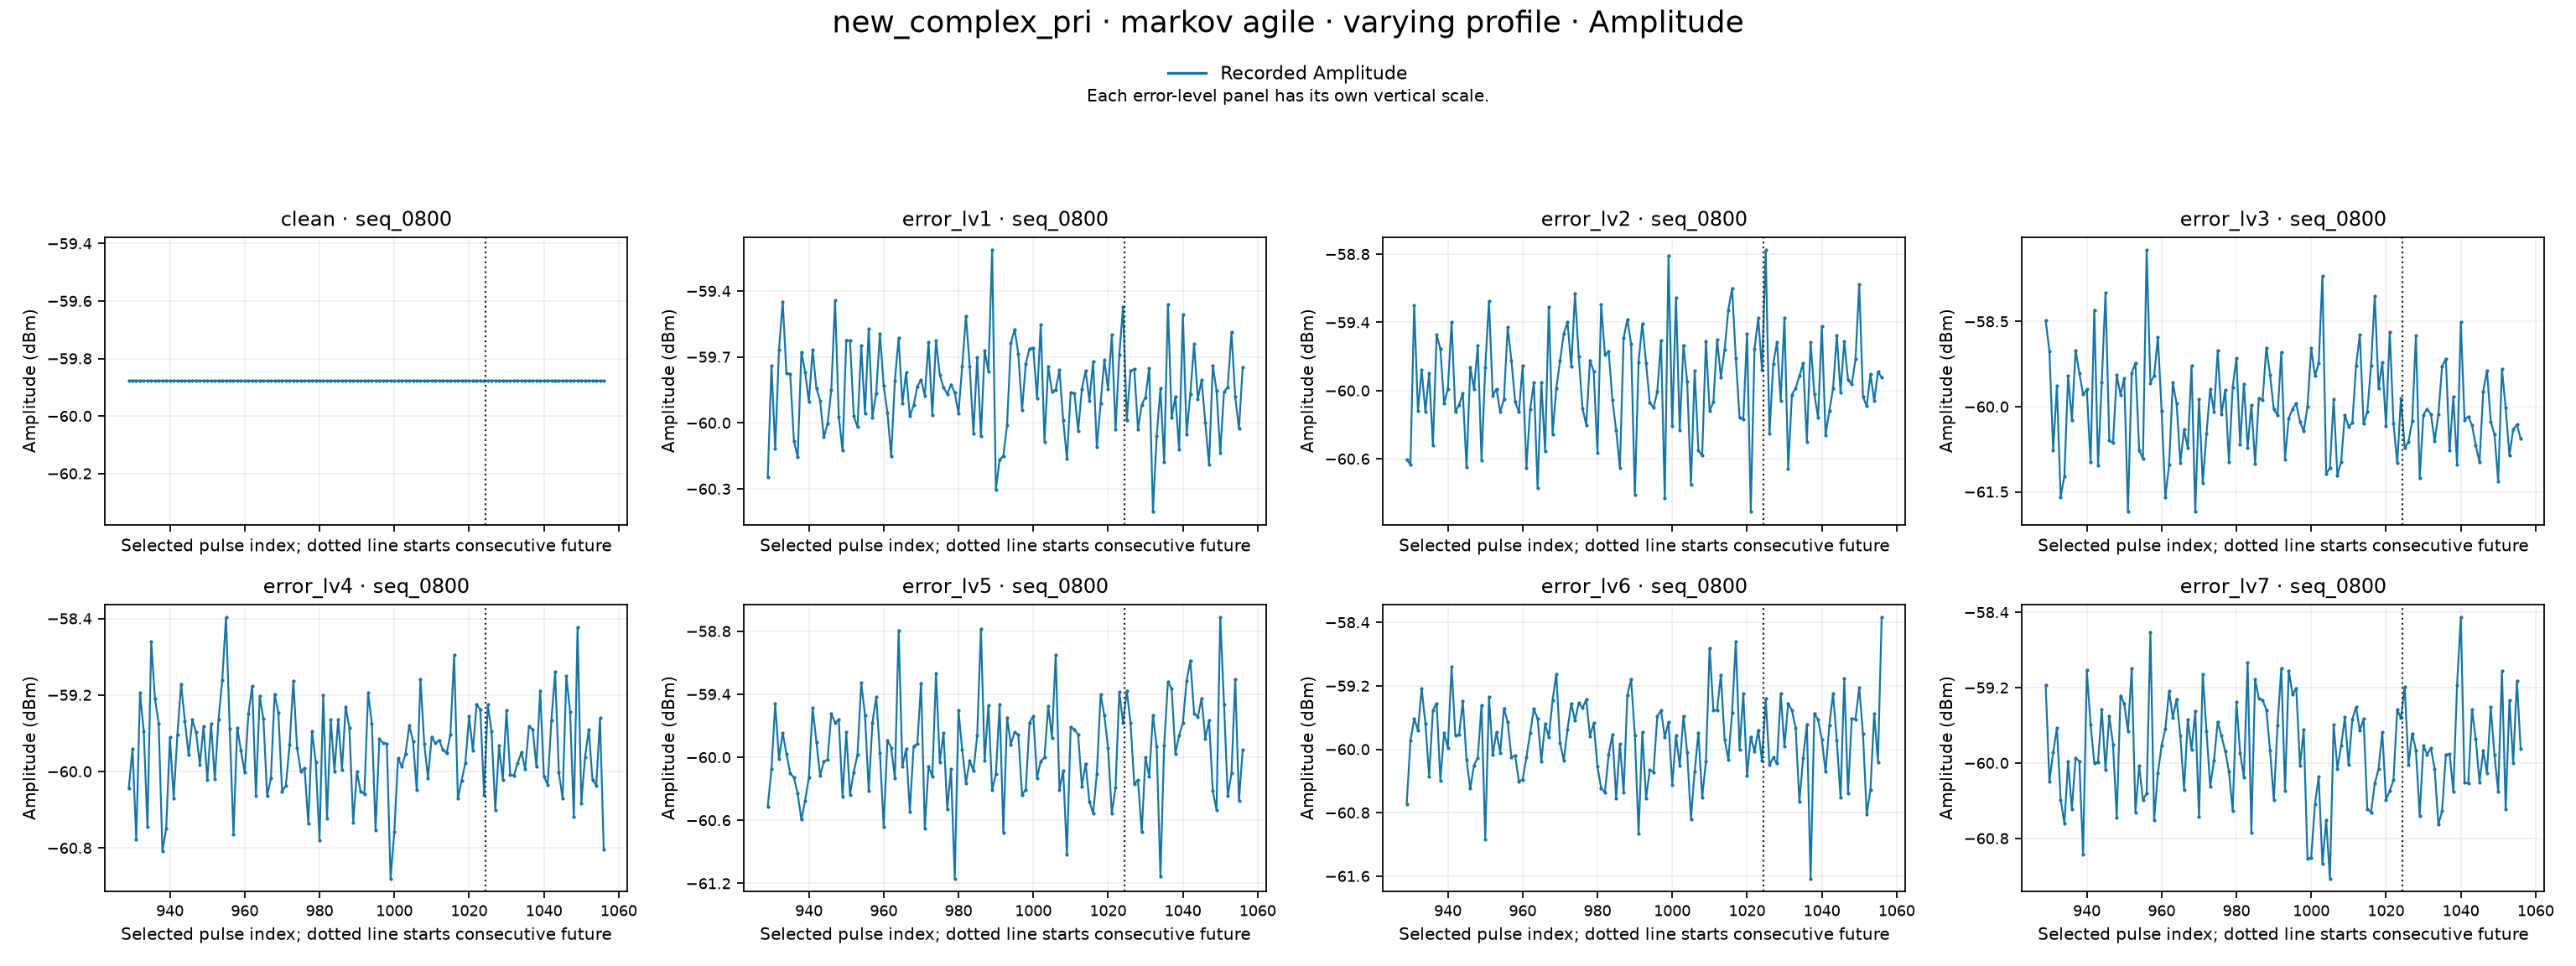 new_complex_pri · markov agile · varying profile · Amplitude
Recorded Amplitude
Each error-level panel has its own vertical scale.
clean · seq_0800
error_lv1 · seq_0800
error_lv2 · seq_0800
error_lv3 · seq_0800
Amplitude (dBm)
−59.4
−59.6
−59.8
−60.0
−60.2
Amplitude (dBm)
−59.4
−59.7
−60.0
−60.3
Amplitude (dBm)
−58.8
−59.4
−60.0
−60.6
Amplitude (dBm)
−58.5
−60.0
−61.5
Selected pulse index; dotted line starts consecutive future
Selected pulse index; dotted line starts consecutive future
Selected pulse index; dotted line starts consecutive future
Selected pulse index; dotted line starts consecutive future
error_lv4 · seq_0800
error_lv5 · seq_0800
error_lv6 · seq_0800
error_lv7 · seq_0800
Amplitude (dBm)
−58.4
−59.2
−60.0
−60.8
Amplitude (dBm)
−58.8
−59.4
−60.0
−60.6
−61.2
Amplitude (dBm)
−58.4
−59.2
−60.0
−60.8
−61.6
Amplitude (dBm)
−58.4
−59.2
−60.0
−60.8
940 960 980 1000 1020 1040 1060
940 960 980 1000 1020 1040 1060
940 960 980 1000 1020 1040 1060
940 960 980 1000 1020 1040 1060
Selected pulse index; dotted line starts consecutive future
Selected pulse index; dotted line starts consecutive future
Selected pulse index; dotted line starts consecutive future
Selected pulse index; dotted line starts consecutive future